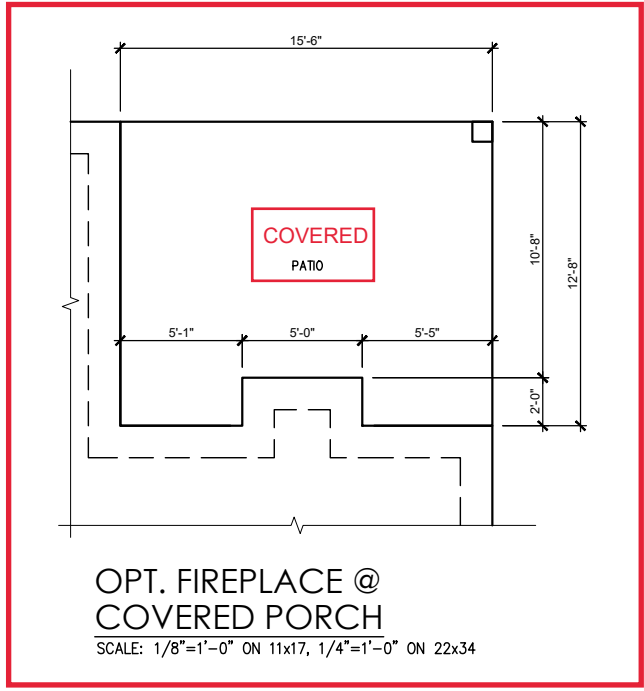 15'-6"
COVERED
PATIO
10'-8"
12'-8"
5'-1"
5'-0"
5'-5"
2'-0"
OPT. FIREPLACE @
COVERED PORCH
SCALE: 1/8"=1'-0" ON 11x17, 1/4"=1'-0" ON 22x34